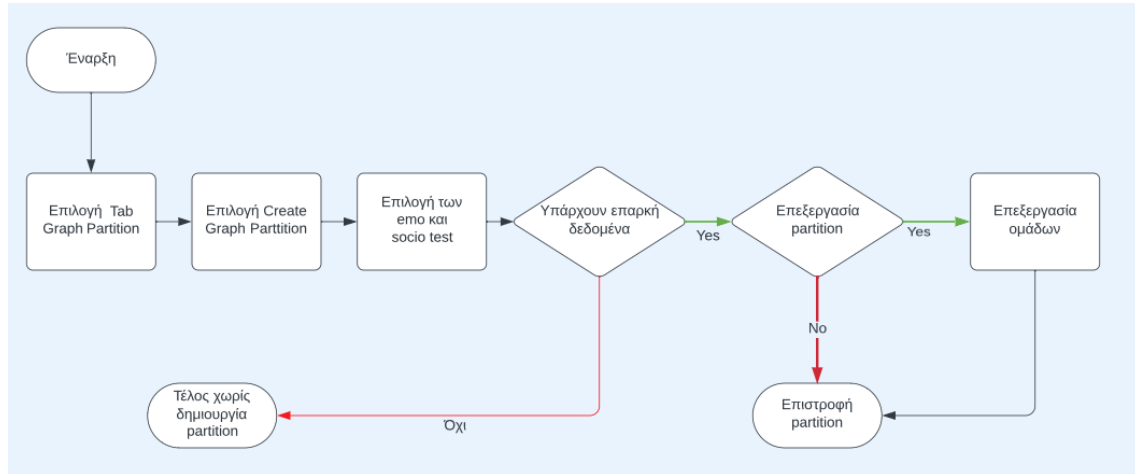 Έναρξη
Επιλογή Tab
Graph Partition
Επιλογή Create
Graph Parttition
Επιλογή των
emo και
socio test
Υπάρχουν επαρκή
δεδομένα
Yes
Επεξεργασία
partition
Yes
Επεξεργασία
ομάδων
No
Τέλος χωρίς
δημιουργία
partition
Όχι
Επιστροφή
partition